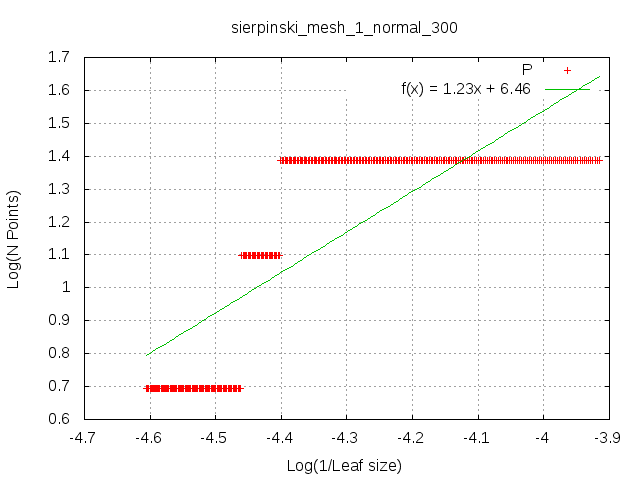 sierpinski_mesh_1_normal_300
1.7
1.6
1.5
1.4
1.3
1.2
1.1
1
0.9
0.8
0.7
0.6
-4.7 -4.6 -4.5 -4.4 -4.3 -4.2 -4.1 -4 -3.9
Log(N Points)
Log(1/Leaf size)
P
f(x) = 1.23x + 6.46